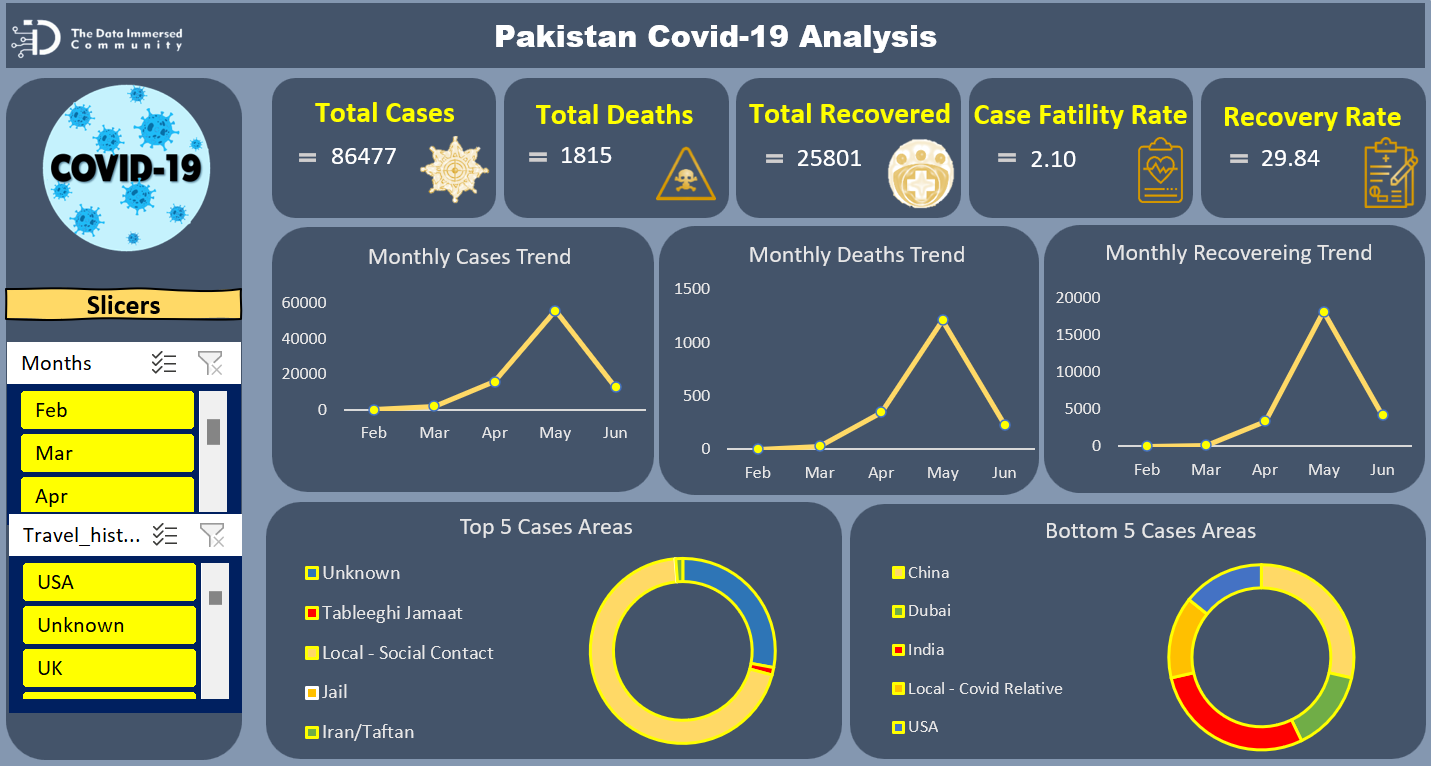 The Data Immersed
Community
Pakistan Covid-19 Analysis
COVID-19
Total Cases
= 86477
Total Deaths
= 1815
Total Recovered
= 25801
Case Fatility Rate
= 2.10
Recovery Rate
= 29.84
Slicers
Months
Feb
Mar
Apr
Travel_hist...
USA
Unknown
UK
Monthly Cases Trend
60000
40000
20000
0
Feb Mar Apr May Jun
Monthly Deaths Trend
1500
1000
500
0
Feb Mar Apr May Jun
Monthly Recovereing Trend
20000
15000
10000
5000
0
Feb Mar Apr May Jun
Top 5 Cases Areas
Unknown
Tableeghi Jamaat
Local - Social Contact
Jail
Iran/Taftan
Bottom 5 Cases Areas
China
Dubai
India
Local - Covid Relative
USA